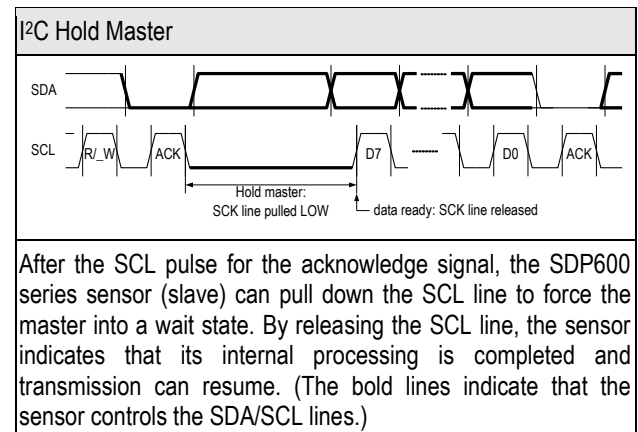 I2C Hold Master
SDA
SCL R/_W ACK D7 D0 ACK
Hold master:
SCK line pulled LOW
data ready: SCK line released
After the SCL pulse for the acknowledge signal, the SDP600
series sensor (slave) can pull down the SCL line to force the
master into a wait state. By releasing the SCL line, the sensor
indicates that its internal processing is completed and
transmission can resume. (The bold lines indicate that the
sensor controls the SDA/SCL lines.)